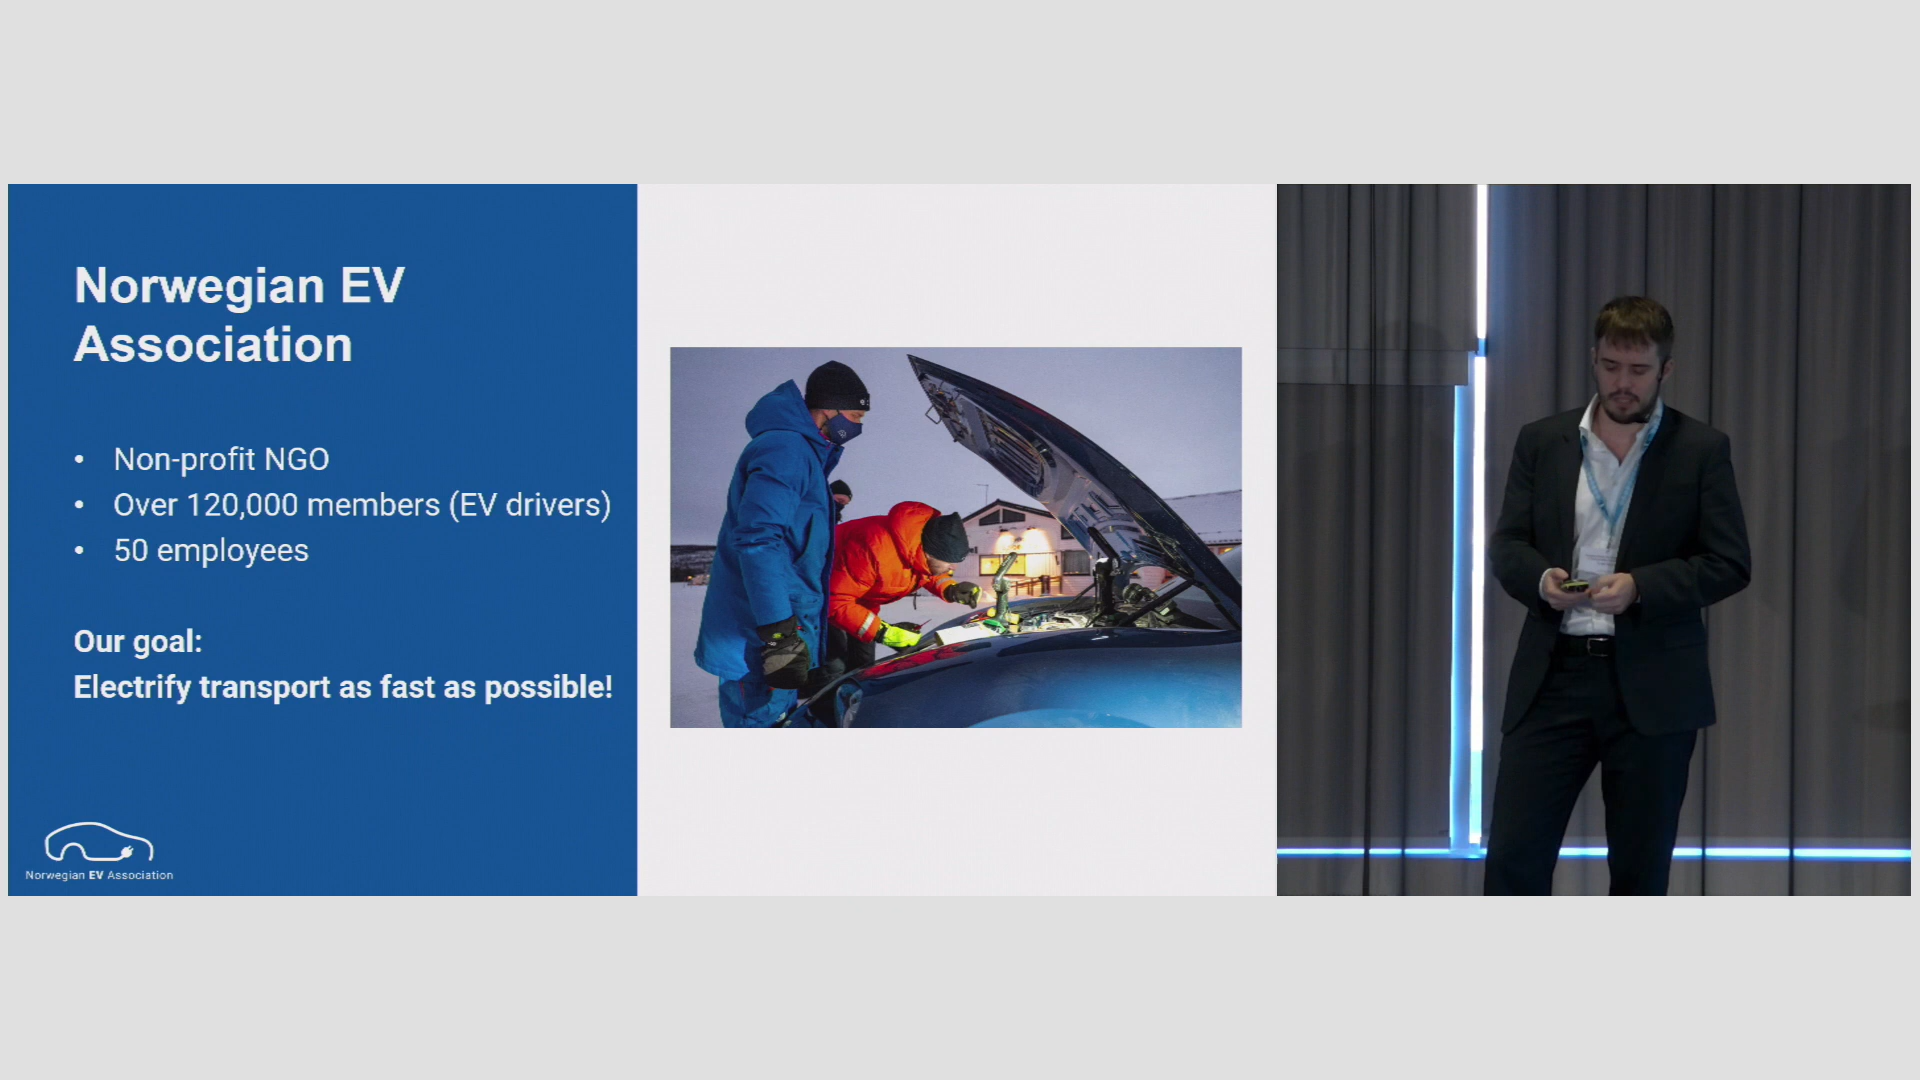 Norwegian EV
Association
• Non-profit NGO
• Over 120,000 members (EV drivers)
• 50 employees
Our goal:
Electrify transport as fast as possible!
Norwegian EV Association